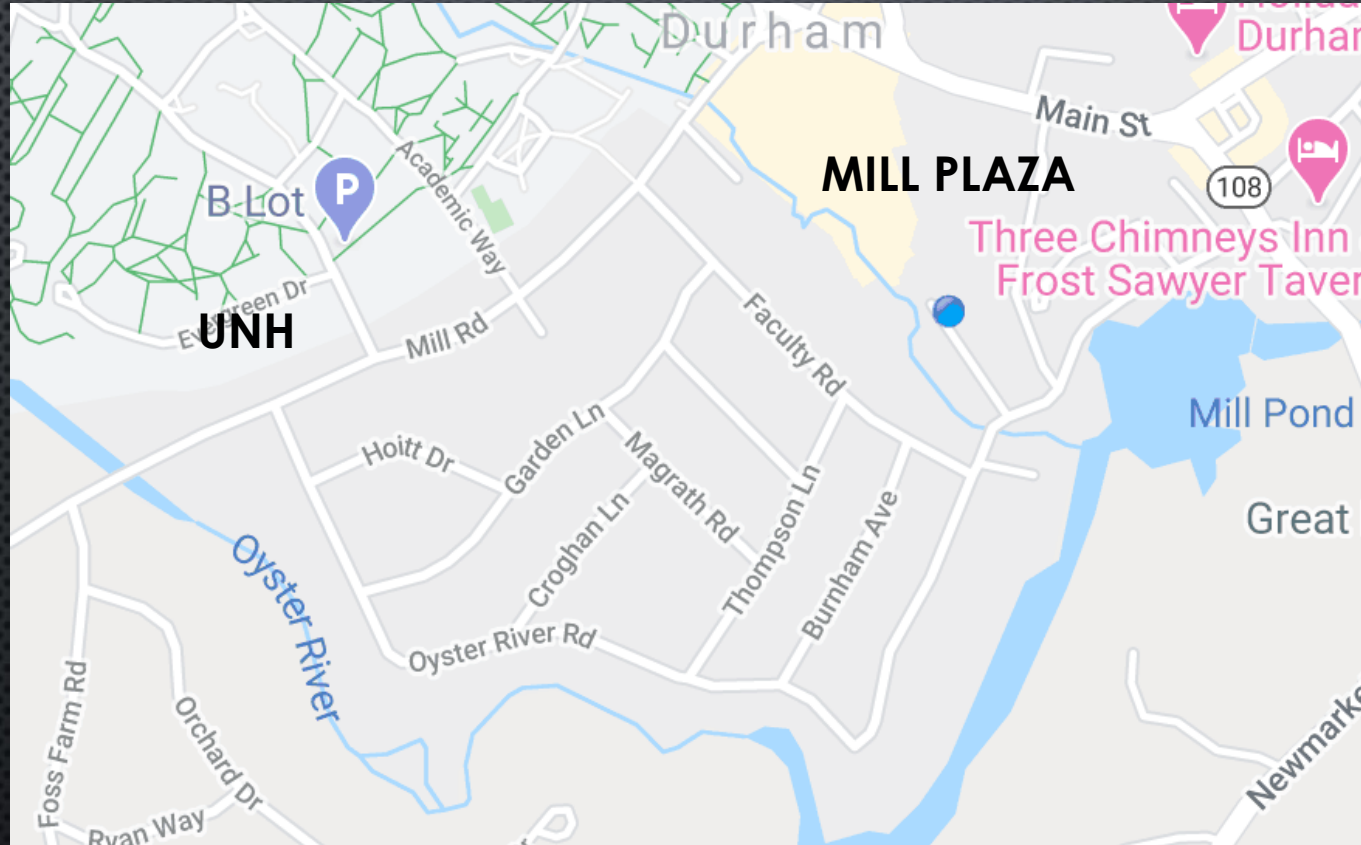 Durham
Durhar
Main St
MILL PLAZA
108
Academic Way
B Lot
P
Three Chimneys Inn
Frost Sawyer Taver
Evergreen Dr
UNH
Mill Rd
Faculty Rd
Mill Pond
Hoitt Dr
Garden Ln
Magrath Rd
Croghan Ln
Thompson Ln
Burnham Ave
Great
Oyster River
Oyster River Rd
Foss Farm Rd
Orchard Dr
Newmarke
Ryan Way